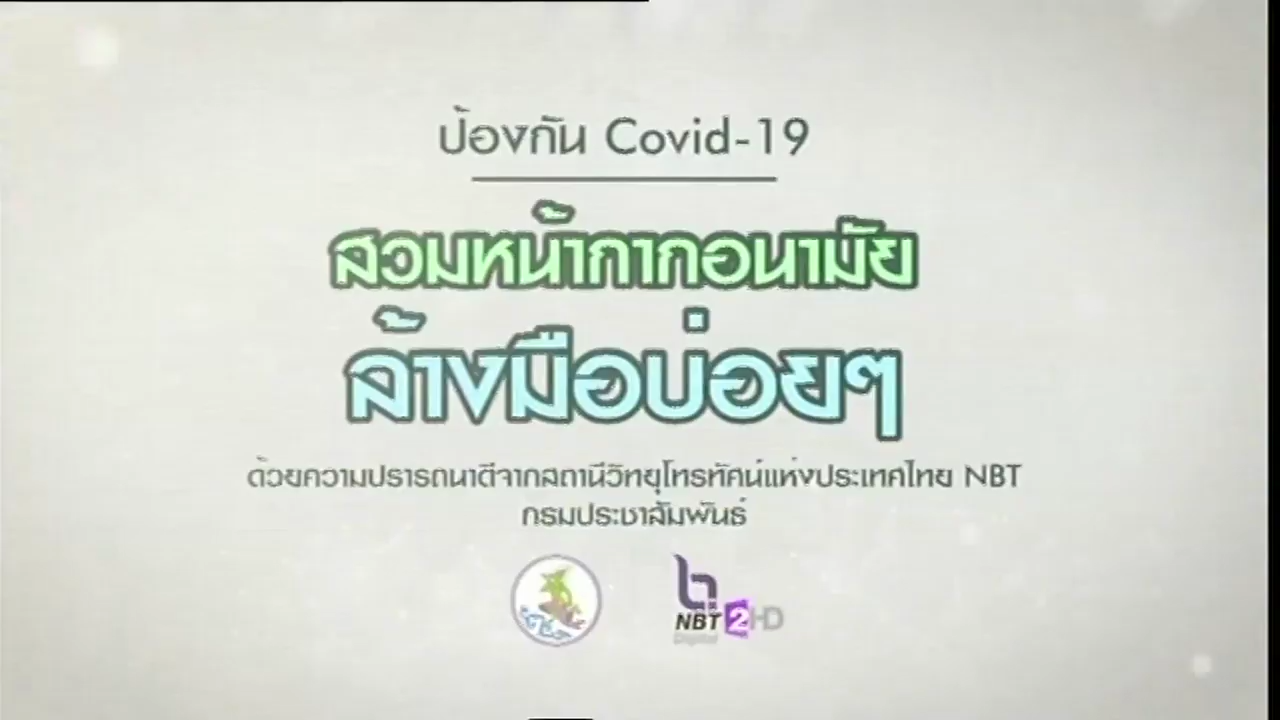 ป้องกัน Covid-19
สวมหน้ากากอนามัย
ล้างมือบ่อยๆ
ด้วยความปรารถนาดีจากสถานีวิทยุโทรทัศน์แห่งประเทศไทย NBT
กรมประชาสัมพันธ์
NBT 2HD
Digital